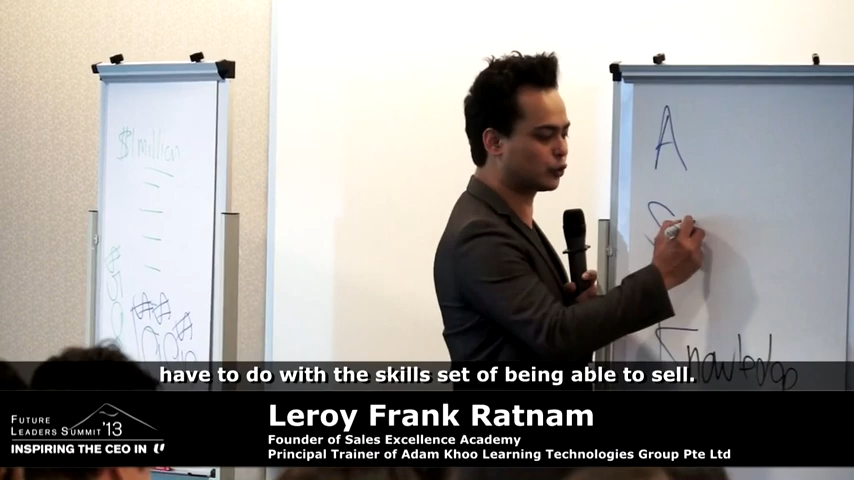 $1million
A
S
Knowledge
have to do with the skills set of being able to sell.
FUTURE
LEADERS SUMMIT '13
INSPIRING THE CEO IN U
Leroy Frank Ratnam
Founder of Sales Excellence Academy
Principal Trainer of Adam Khoo Learning Technologies Group Pte Ltd